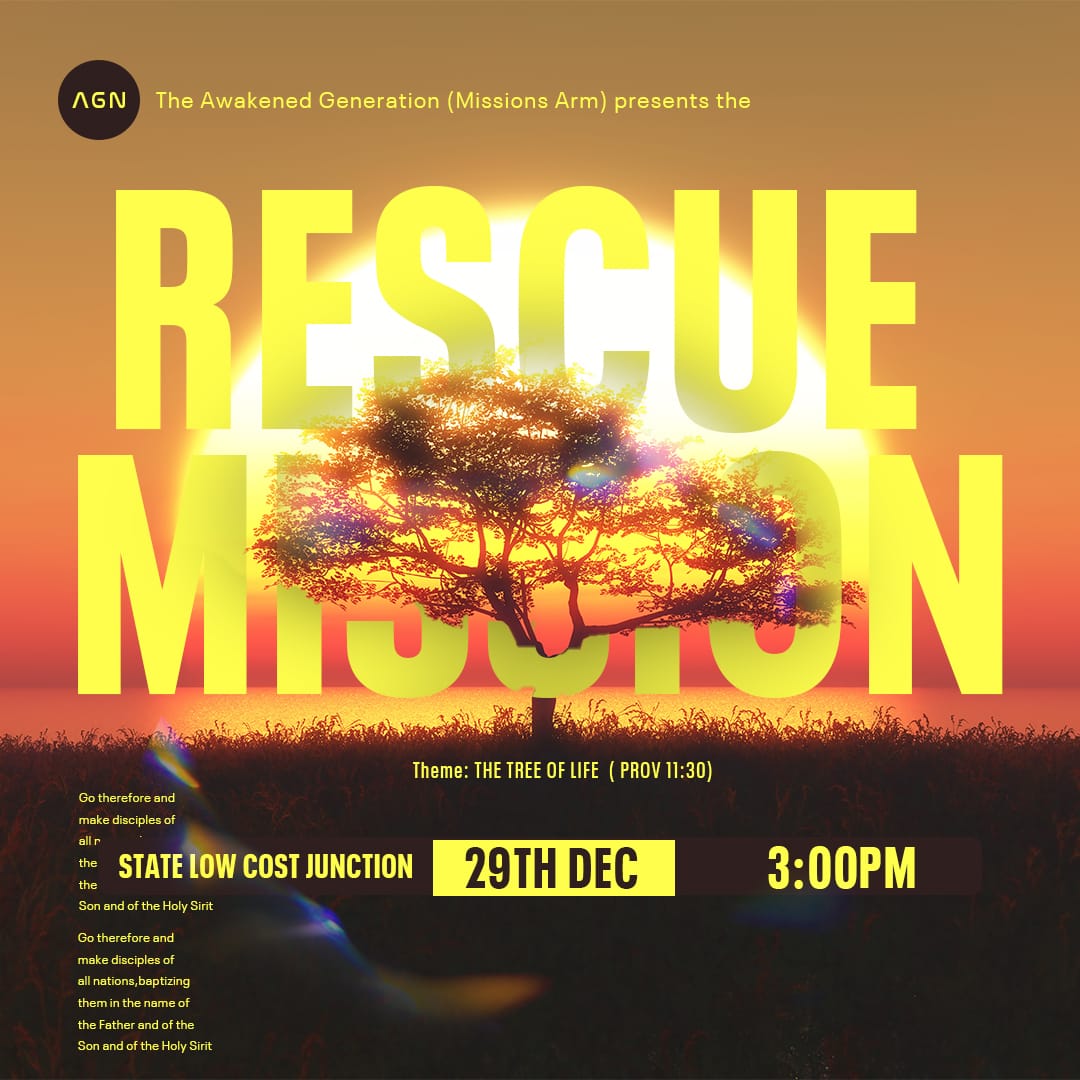 AGN
The Awakened Generation (Missions Arm) presents the
RESCUE
MISSION
Theme: THE TREE OF LIFE ( PROV 11:30)
Go therefore and
make disciples of
all
the
the
Son and of the Holy Sirit
STATE LOW COST JUNCTION
29TH DEC
3:00PM
Go therefore and
make disciples of
all nations,baptizing
them in the name of
the Father and of the
Son and of the Holy Sirit